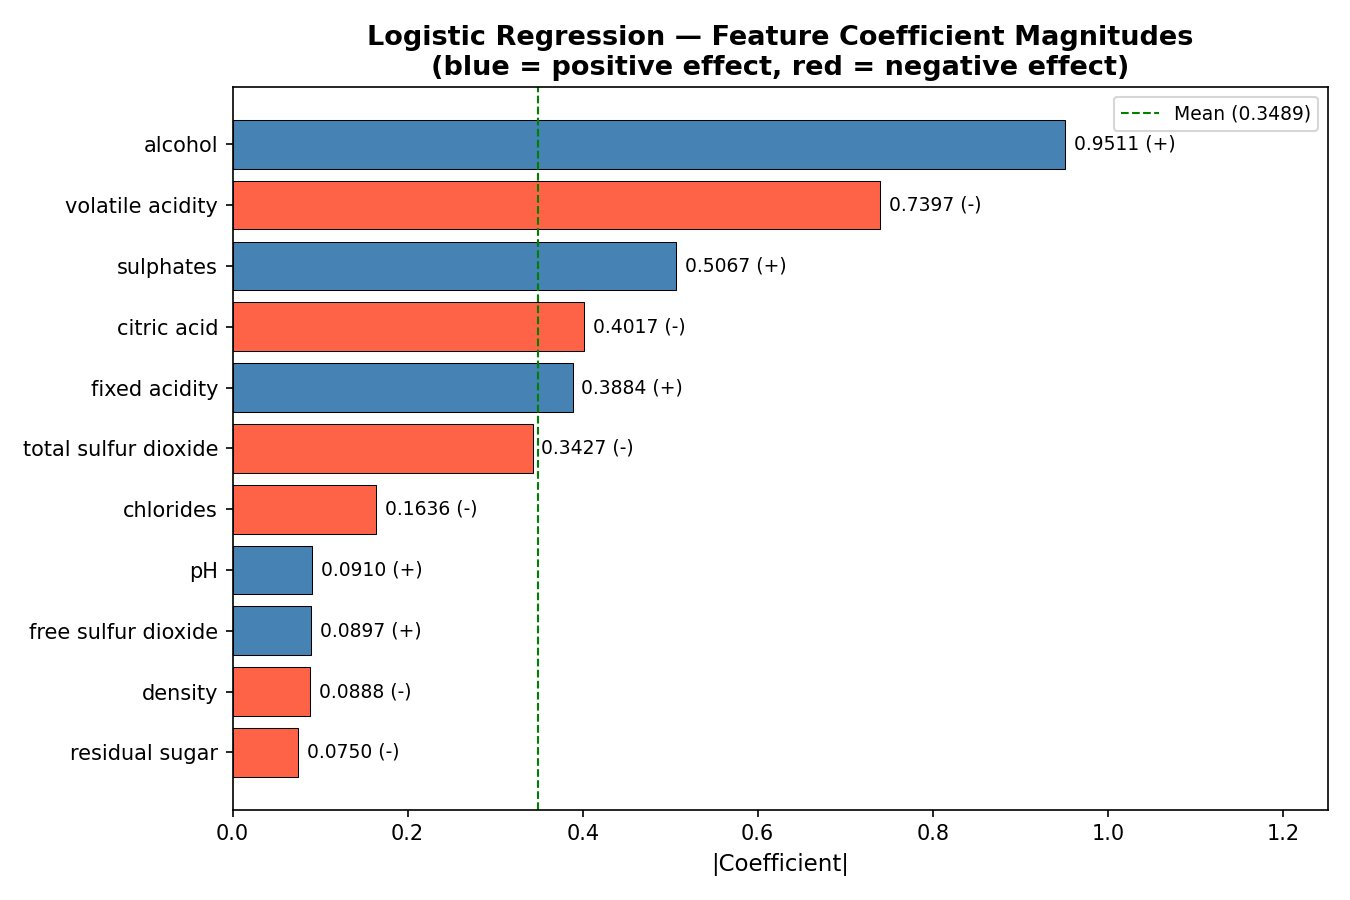 Logistic Regression — Feature Coefficient Magnitudes
(blue = positive effect, red = negative effect)
Mean (0.3489)
alcohol 0.9511 (+)
volatile acidity 0.7397 (-)
sulphates 0.5067 (+)
citric acid 0.4017 (-)
fixed acidity 0.3884 (+)
total sulfur dioxide 0.3427 (-)
chlorides 0.1636 (-)
pH 0.0910 (+)
free sulfur dioxide 0.0897 (+)
density 0.0888 (-)
residual sugar 0.0750 (-)
0.0 0.2 0.4 0.6 0.8 1.0 1.2
|Coefficient|